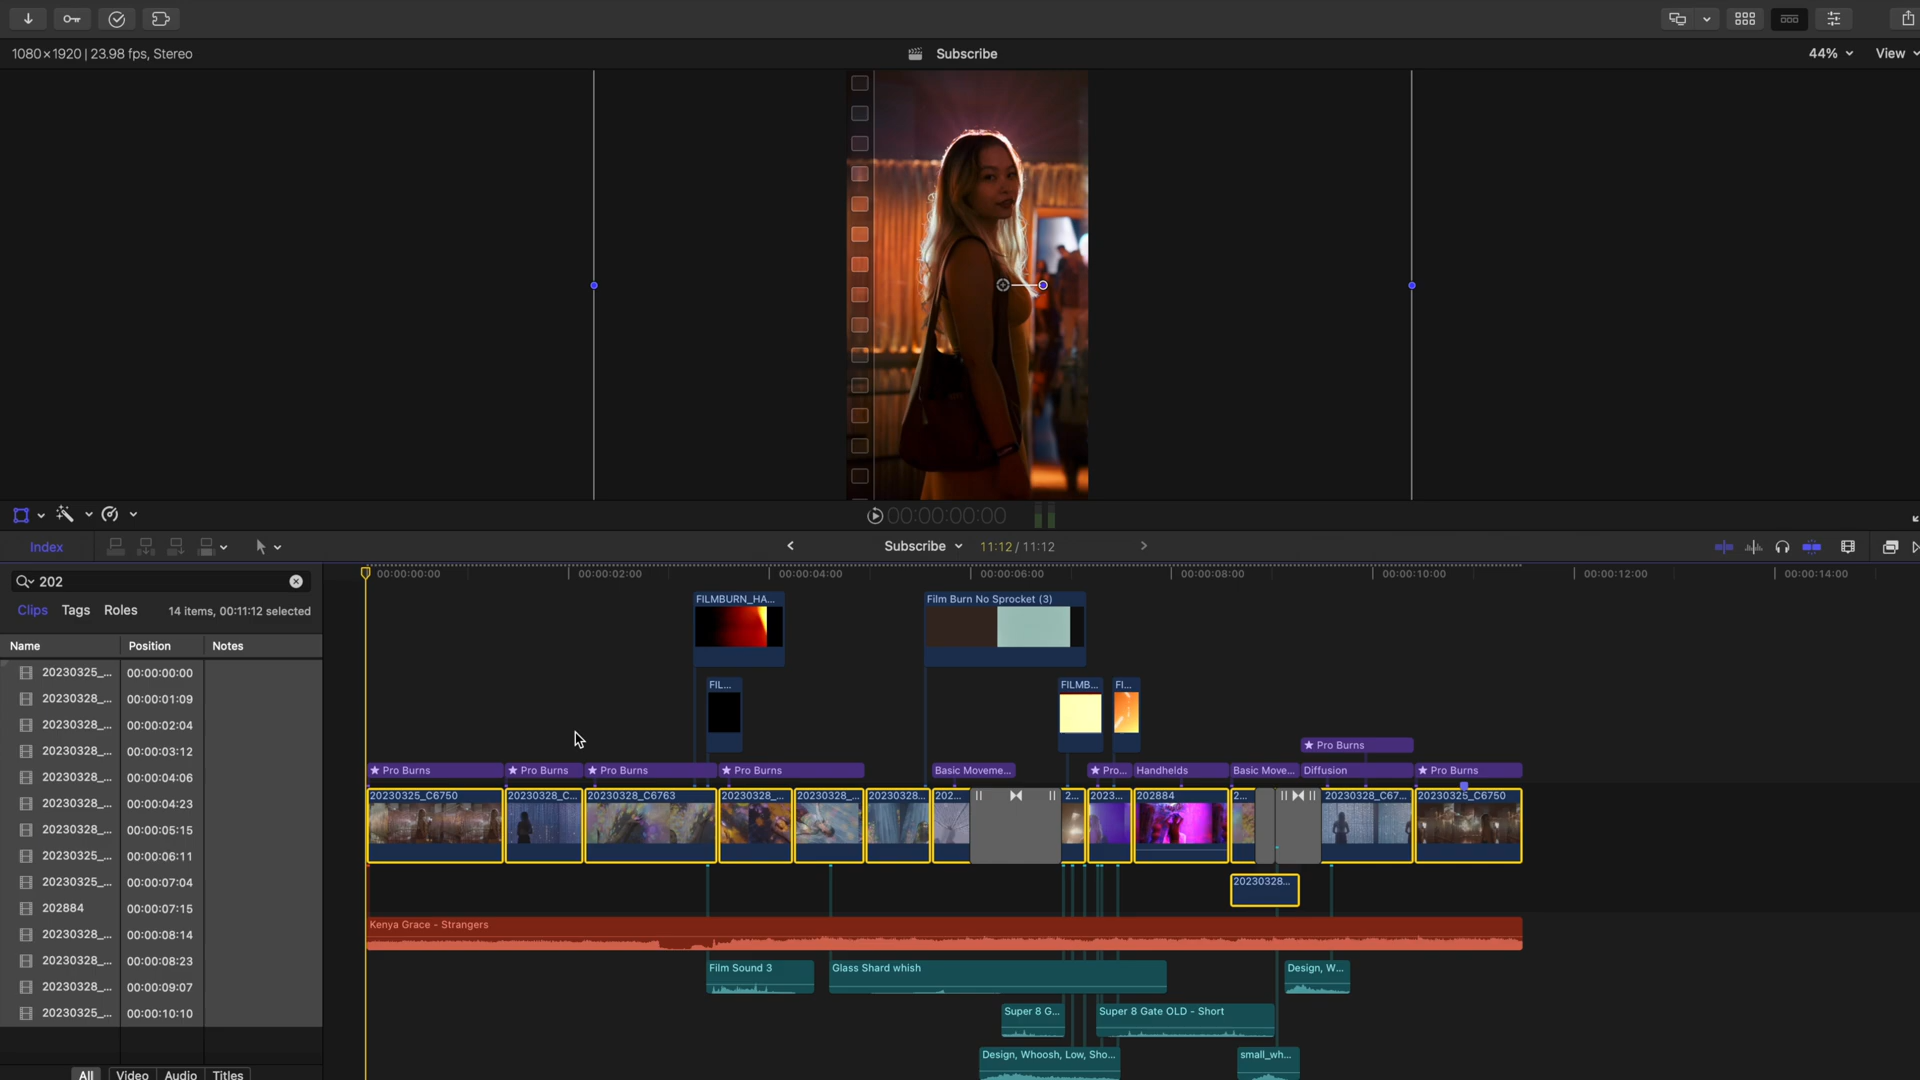 1080×1920 | 23.98 fps, Stereo
Subscribe
44%
View
00:00:00:00
Index
Subscribe
11:12 / 11:12
202
Clips Tags Roles 14 items, 00:11:12 selected
Name Position Notes
20230325_... 00:00:00:00
20230328_... 00:00:01:09
20230328_... 00:00:02:04
20230328_... 00:00:03:12
20230328_... 00:00:04:06
20230328_... 00:00:04:23
20230328_... 00:00:05:15
20230325_... 00:00:06:11
20230325_... 00:00:07:04
202884 00:00:07:15
20230328_... 00:00:08:14
20230328_... 00:00:08:23
20230328_... 00:00:09:07
20230325_... 00:00:10:10
All Video Audio Titles
00:00:00:00 00:00:02:00 00:00:04:00 00:00:06:00 00:00:08:00 00:00:10:00 00:00:12:00 00:00:14:00
FILMBURN_HA... Film Burn No Sprocket (3)
FIL... FILMB... FI...
Pro Burns
Pro Burns Pro Burns Pro Burns Pro Burns Basic Moveme... Pro... Handhelds Basic Move... Diffusion Pro Burns
20230325_C6750 20230328_C... 20230328_C6763 20230328_... 20230328_... 20230328... 202... 2... 2023... 202884 2... 20230328_C67... 20230325_C6750
20230328...
Kenya Grace - Strangers
Film Sound 3 Glass Shard whish Design, W...
Super 8 G... Super 8 Gate OLD - Short
Design, Whoosh, Low, Sho... small_wh...